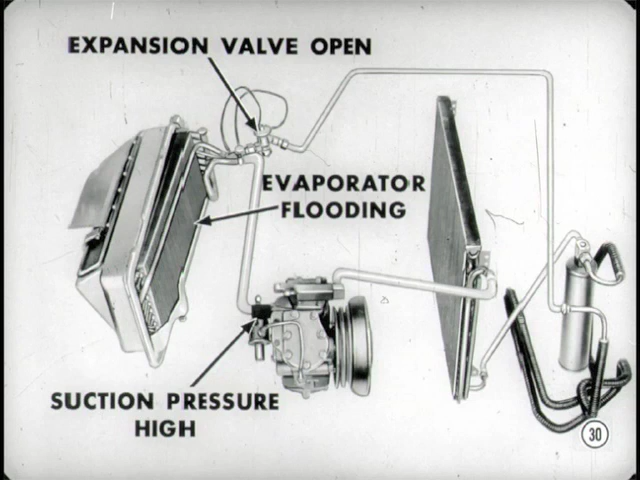 EXPANSION VALVE OPEN
EVAPORATOR
FLOODING
SUCTION PRESSURE
HIGH
30